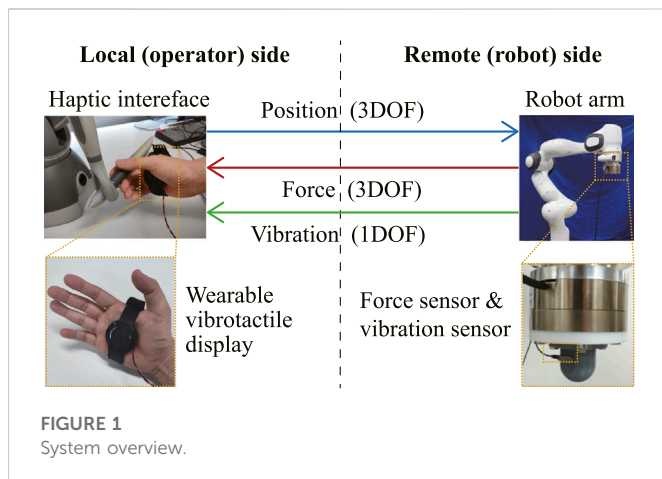 Local (operator) side
Remote (robot) side
Haptic intereface
Robot arm
Position (3DOF)
Force (3DOF)
Vibration (1DOF)
Wearable
vibrotactile
display
Force sensor &
vibration sensor
FIGURE 1
System overview.